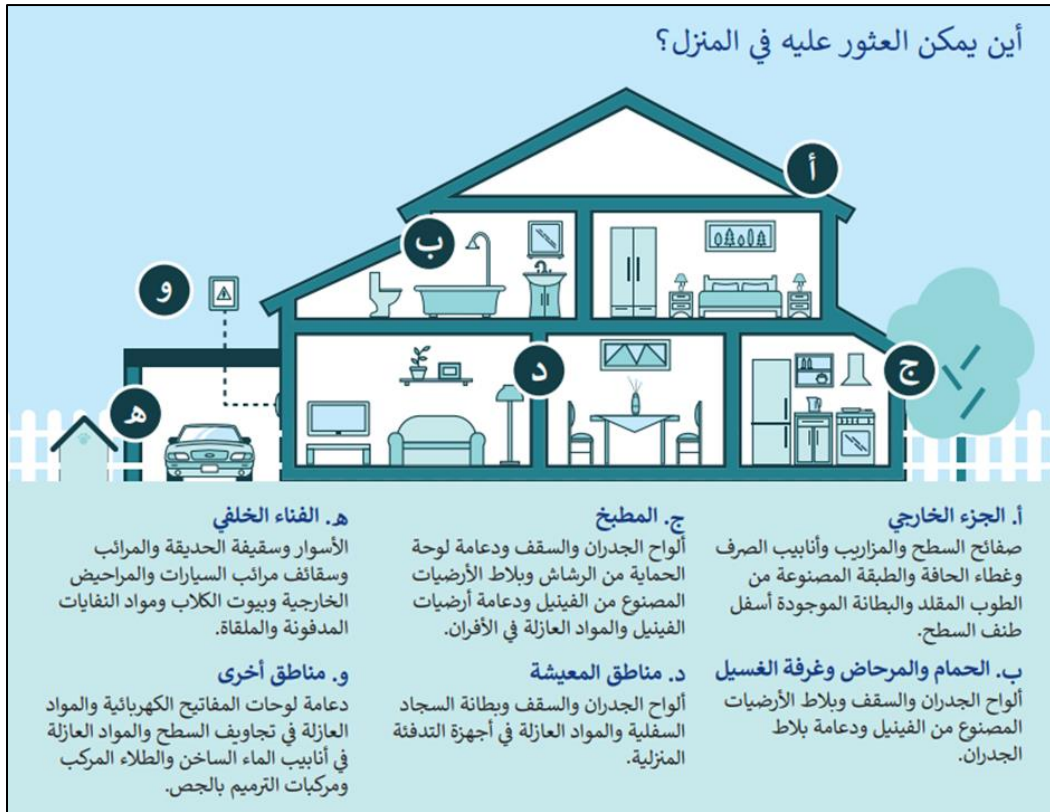 أين يمكن العثور عليه في المنزل؟
أ
ب
و
د
ج
ه
أ. الجزء الخارجي
صفائح السطح والمزاريب وأنابيب الصرف
وغطاء الحافة والطبقة المصنوعة من
الطوب المقلد والبطانة الموجودة أسفل
طنف السطح.
ب. الحمام والمرحاض وغرفة الغسيل
ألواح الجدران والسقف وبلاط الأرضيات
المصنوع من الفينيل ودعامة بلاط
الجدران.
ج. المطبخ
ألواح الجدران والسقف ودعامة لوحة
الحماية من الرشاش وبلاط الأرضيات
المصنوع من الفينيل ودعامة أرضيات
الفينيل والمواد العازلة في الأفران.
د. مناطق المعيشة
ألواح الجدران والسقف وبطانة السجاد
السفلية والمواد العازلة في أجهزة التدفئة
المنزلية.
ه. الفناء الخلفي
الأسوار وسقيفة الحديقة والمرائب
وسقائف مرائب السيارات والمراحيض
الخارجية وبيوت الكلاب ومواد النفايات
المدفونة والملقاة.
و. مناطق أخرى
دعامة لوحات المفاتيح الكهربائية والمواد
العازلة في تجاويف السطح والمواد العازلة
في أنابيب الماء الساخن والطلاء المركب
ومركبات الترميم بالجص.